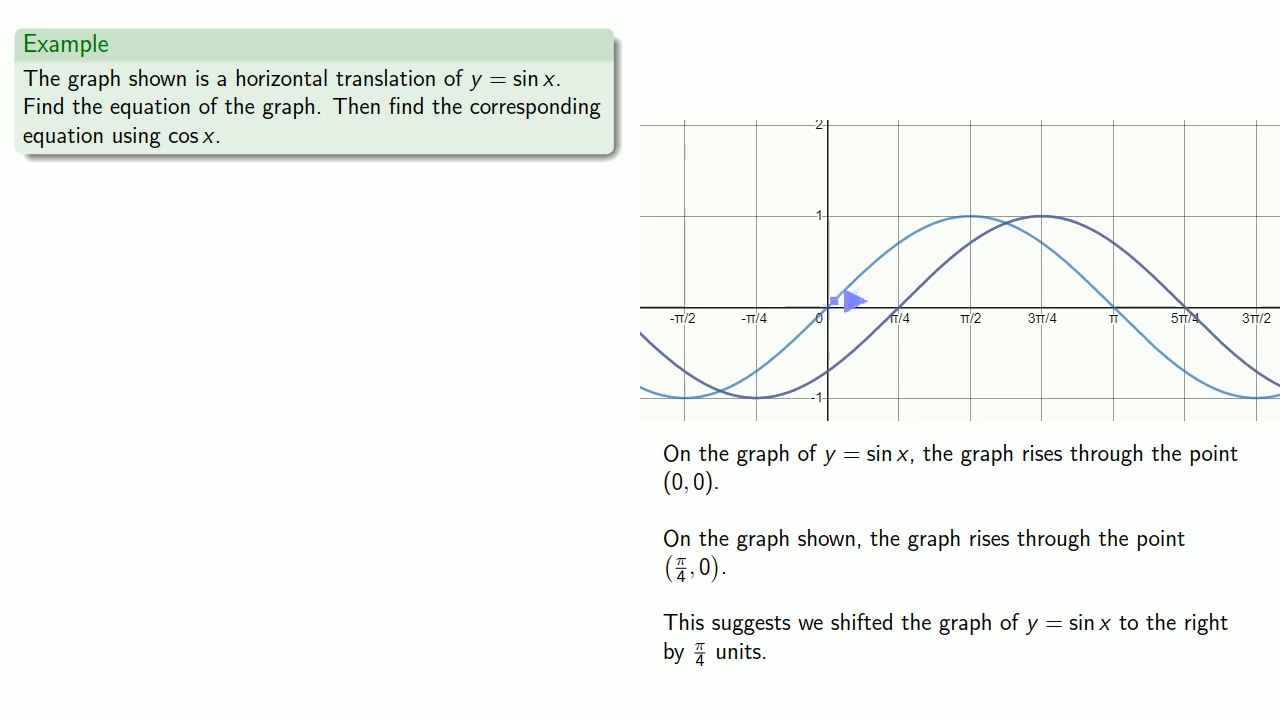 Example
The graph shown is a horizontal translation of y = sin x.
Find the equation of the graph. Then find the corresponding
equation using cos x.
2
1
-π/2 -π/4 0 π/4 π/2 3π/4 π 5π/4 3π/2
-1
On the graph of y = sin x, the graph rises through the point
(0, 0).
On the graph shown, the graph rises through the point
(π/4, 0).
This suggests we shifted the graph of y = sin x to the right
by π/4 units.